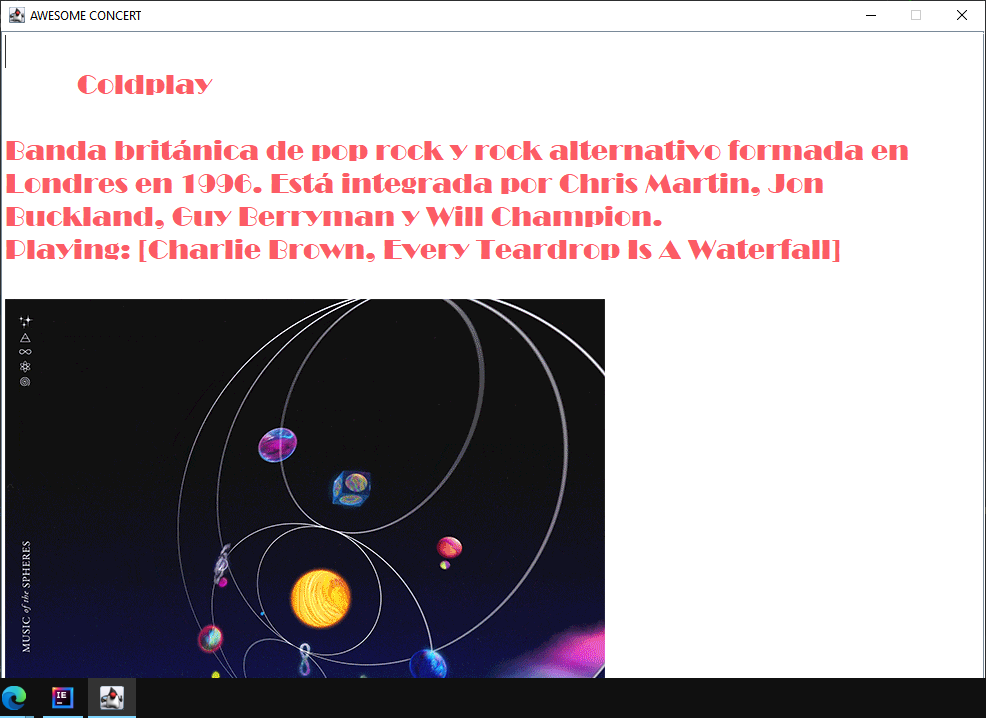 AWESOME CONCERT
Coldplay
Banda británica de pop rock y rock alternativo formada en
Londres en 1996. Está integrada por Chris Martin, Jon
Buckland, Guy Berryman y Will Champion.
Playing: [Charlie Brown, Every Teardrop Is A Waterfall]
MUSIC of the SPHERES
IE